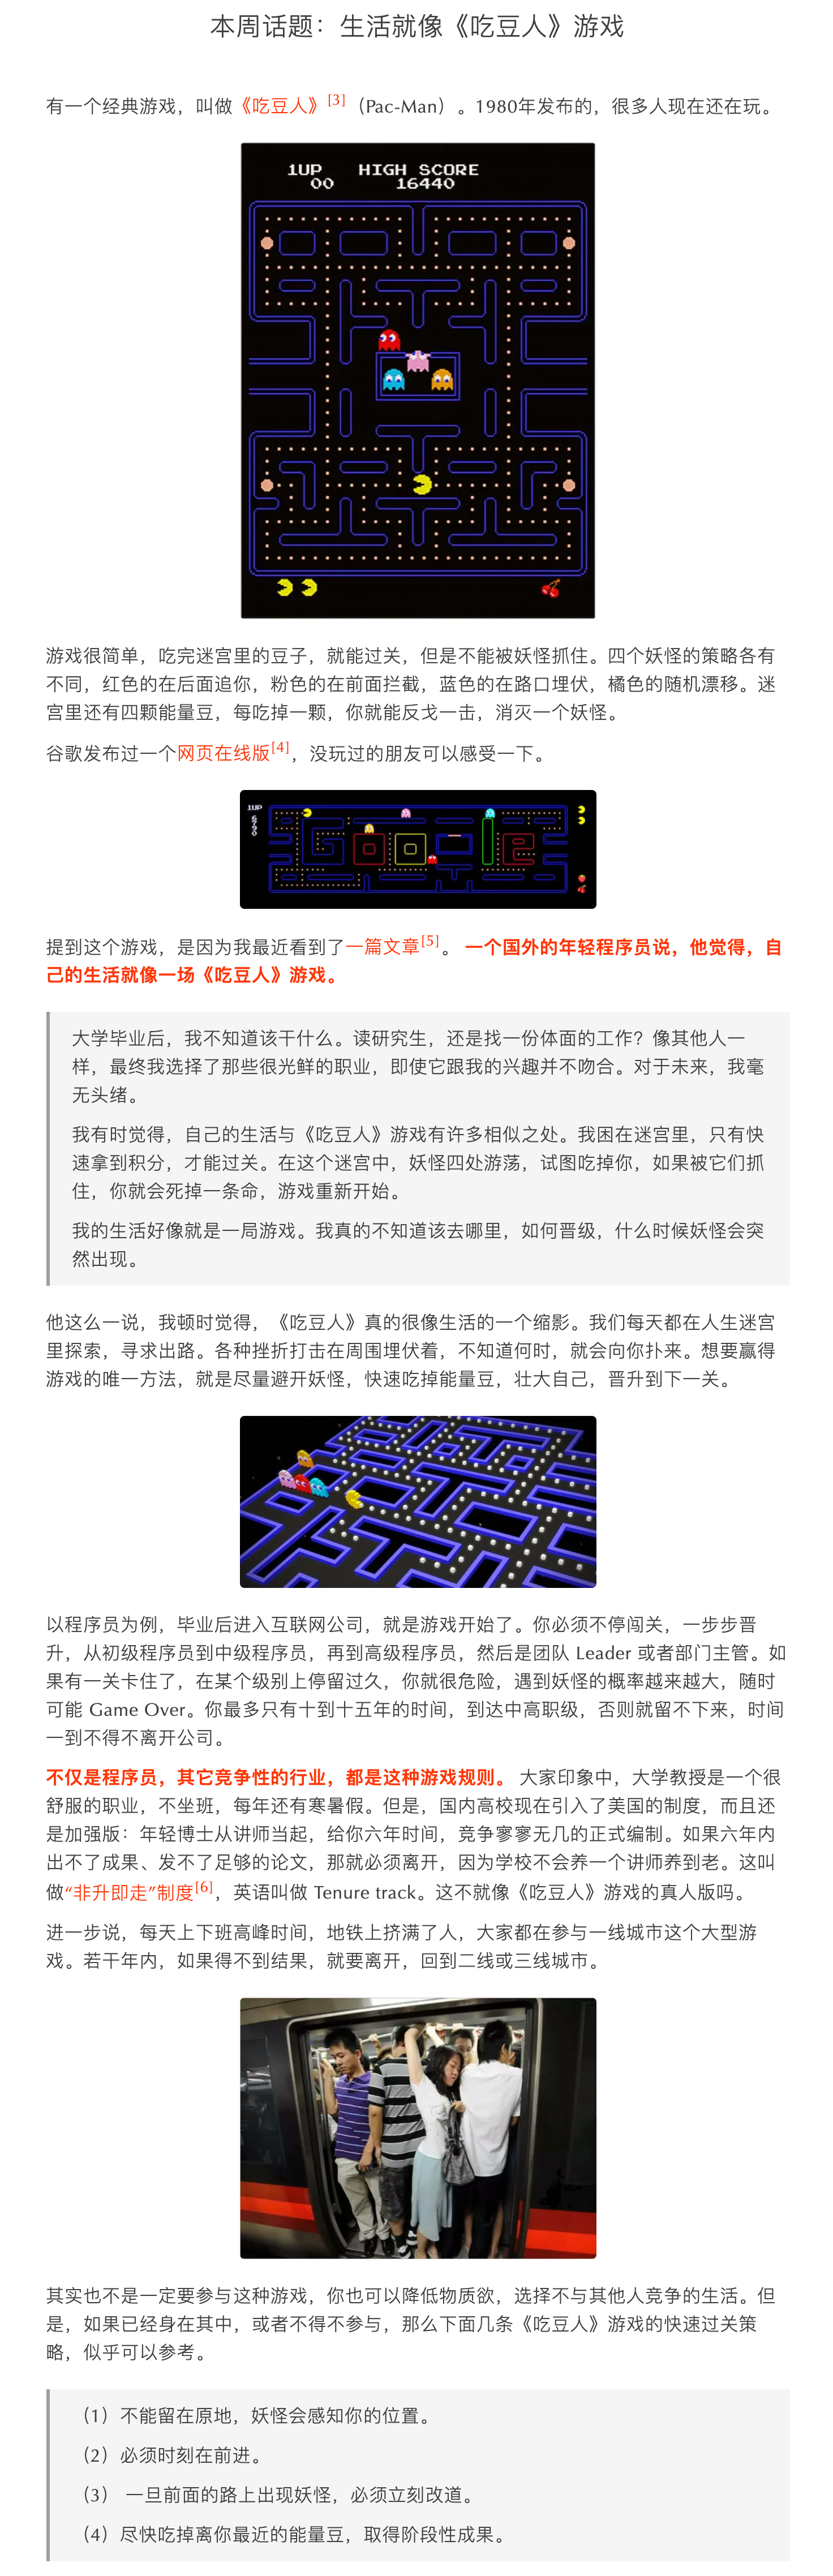 本周话题：生活就像《吃豆人》游戏
有一个经典游戏，叫做《吃豆人》[3]（Pac-Man）。1980年发布的，很多人现在还在玩。
1UP HIGH SCORE
00 16440
游戏很简单，吃完迷宫里的豆子，就能过关，但是不能被妖怪抓住。四个妖怪的策略各有
不同，红色的在后面追你，粉色的在前面拦截，蓝色的在路口埋伏，橘色的随机漂移。迷
宫里还有四颗能量豆，每吃掉一颗，你就能反戈一击，消灭一个妖怪。
谷歌发布过一个网页在线版[4]，没玩过的朋友可以感受一下。
1UP
Google
提到这个游戏，是因为我最近看到了一篇文章[5]。 一个国外的年轻程序员说，他觉得，自
己的生活就像一场《吃豆人》游戏。
大学毕业后，我不知道该干什么。读研究生，还是找一份体面的工作？像其他人一
样，最终我选择了那些很光鲜的职业，即使它跟我的兴趣并不吻合。对于未来，我毫
无头绪。
我有时觉得，自己的生活与《吃豆人》游戏有许多相似之处。我困在迷宫里，只有快
速拿到积分，才能过关。在这个迷宫中，妖怪四处游荡，试图吃掉你，如果被它们抓
住，你就会死掉一条命，游戏重新开始。
我的生活好像就是一局游戏。我真的不知道该去哪里，如何晋级，什么时候妖怪会突
然出现。
他这么一说，我顿时觉得，《吃豆人》真的很像生活的一个缩影。我们每天都在人生迷宫
里探索，寻求出路。各种挫折打击在周围埋伏着，不知道何时，就会向你扑来。想要赢得
游戏的唯一方法，就是尽量避开妖怪，快速吃掉能量豆，壮大自己，晋升到下一关。
以程序员为例，毕业后进入互联网公司，就是游戏开始了。你必须不停闯关，一步步晋
升，从初级程序员到中级程序员，再到高级程序员，然后是团队 Leader 或者部门主管。如
果有一关卡住了，在某个级别上停留过久，你就很危险，遇到妖怪的概率越来越大，随时
可能 Game Over。你最多只有十到十五年的时间，到达中高职级，否则就留不下来，时间
一到不得不离开公司。
不仅是程序员，其它竞争性的行业，都是这种游戏规则。 大家印象中，大学教授是一个很
舒服的职业，不坐班，每年还有寒暑假。但是，国内高校现在引入了美国的制度，而且还
是加强版：年轻博士从讲师当起，给你六年时间，竞争寥寥无几的正式编制。如果六年内
出不了成果、发不了足够的论文，那就必须离开，因为学校不会养一个讲师养到老。这叫
做“非升即走”制度[6]，英语叫做 Tenure track。这不就像《吃豆人》游戏的真人版吗。
进一步说，每天上下班高峰时间，地铁上挤满了人，大家都在参与一线城市这个大型游
戏。若干年内，如果得不到结果，就要离开，回到二线或三线城市。
其实也不是一定要参与这种游戏，你也可以降低物质欲，选择不与其他人竞争的生活。但
是，如果已经身在其中，或者不得不参与，那么下面几条《吃豆人》游戏的快速过关策
略，似乎可以参考。
（1）不能留在原地，妖怪会感知你的位置。
（2）必须时刻在前进。
（3） 一旦前面的路上出现妖怪，必须立刻改道。
（4）尽快吃掉离你最近的能量豆，取得阶段性成果。